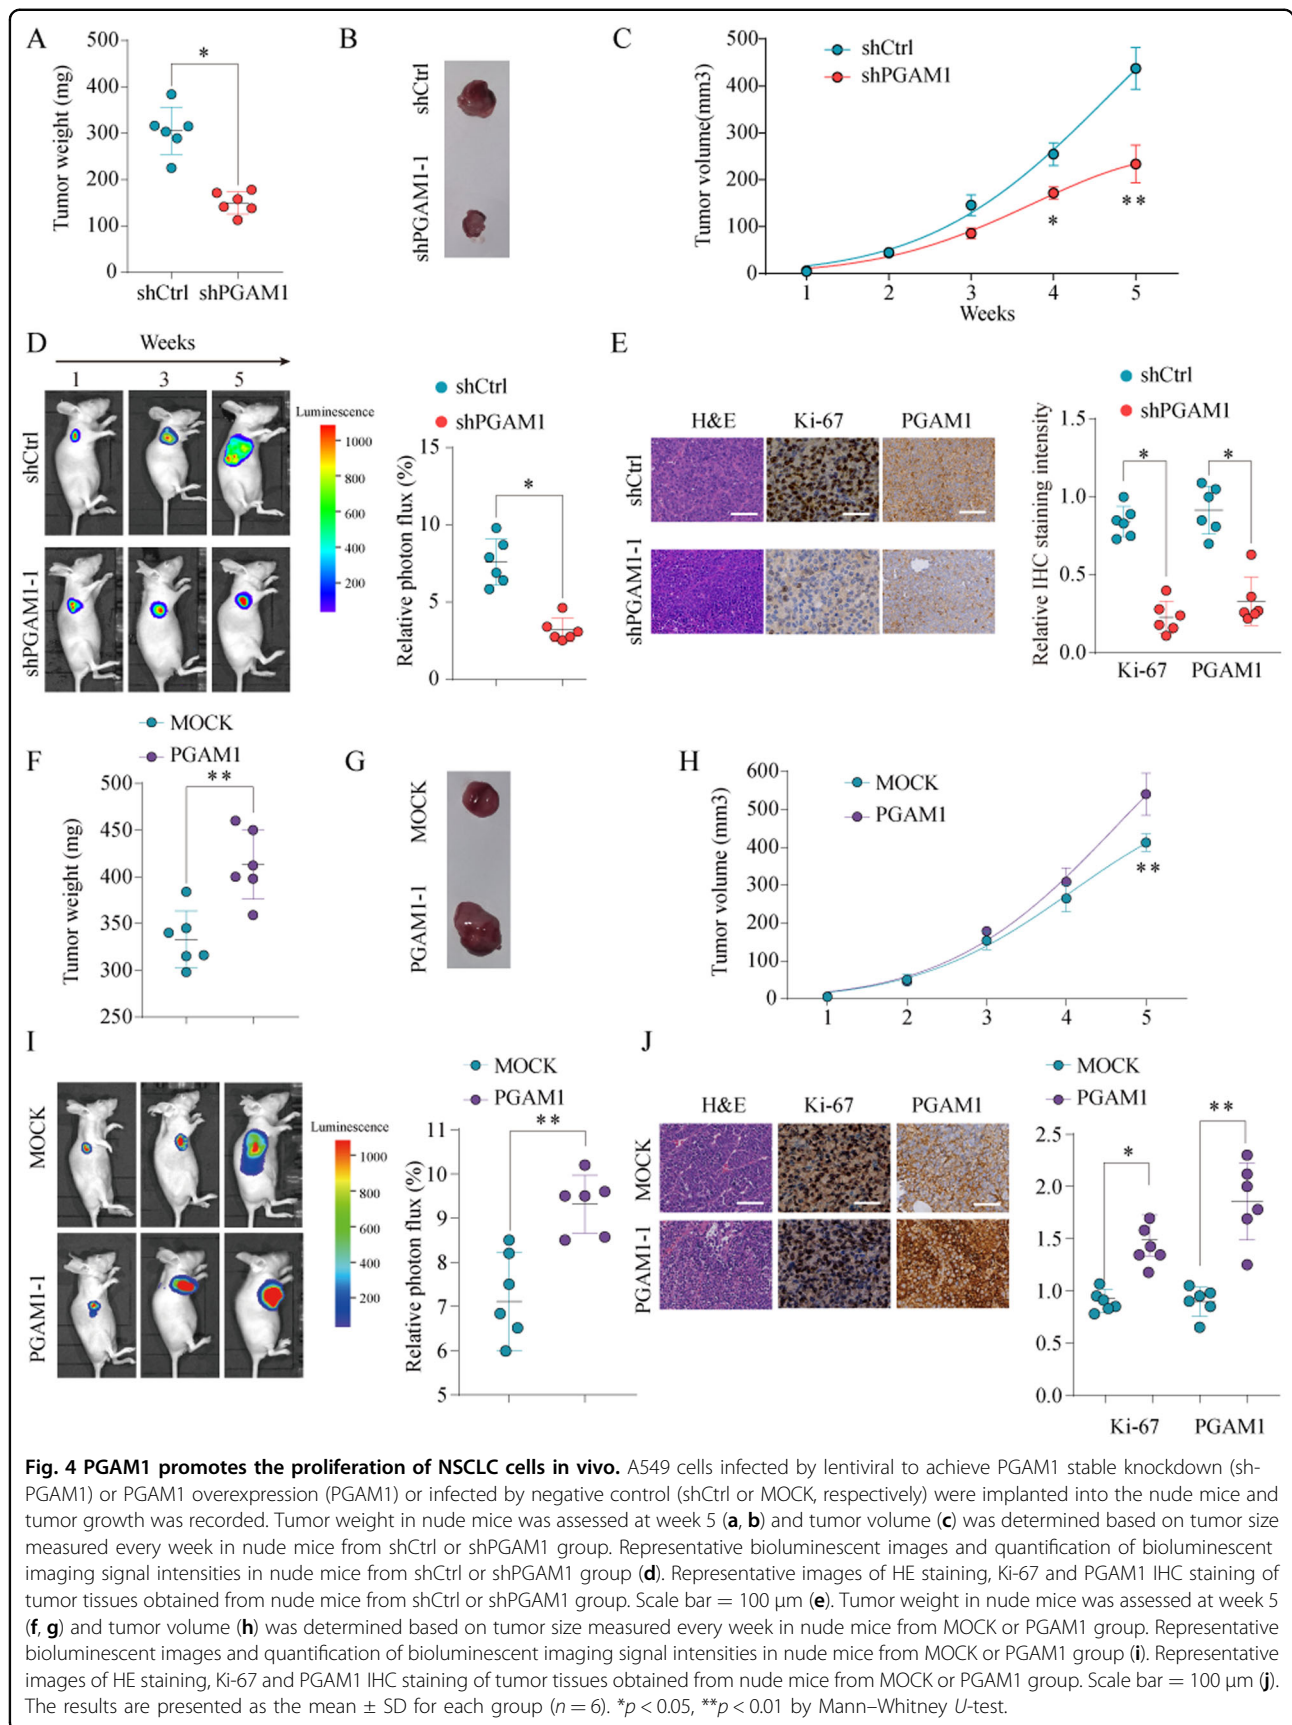 A
500
400
300
200
100
0
Tumor weight (mg)
*
shCtrl shPGAM1
B
shCtrl
shPGAM1-1
C
shCtrl
shPGAM1
500
400
300
200
100
0
Tumor volume(mm3)
*
**
1 2 3 4 5
Weeks
D
Weeks
1 3 5
shCtrl
shPGAM1-1
Luminescence
1000
800
600
400
200
shCtrl
shPGAM1
15
10
5
0
Relative photon flux (%)
*
E
H&E Ki-67 PGAM1
shCtrl
shPGAM1-1
shCtrl
shPGAM1
1.5
1.0
0.5
0.0
Relative IHC staining intensity
* *
Ki-67 PGAM1
F
MOCK
PGAM1
500
450
400
350
300
250
Tumor weight (mg)
**
G
MOCK
PGAM1-1
H
MOCK
PGAM1
600
500
400
300
200
100
0
Tumor volume (mm3)
**
1 2 3 4 5
I
MOCK
PGAM1-1
Luminescence
1000
800
600
400
200
MOCK
PGAM1
11
10
9
8
7
6
5
Relative photon flux (%)
**
J
H&E Ki-67 PGAM1
MOCK
PGAM1-1
MOCK
PGAM1
2.5
2.0
1.5
1.0
0.5
0.0
* **
Ki-67 PGAM1
Fig. 4 PGAM1 promotes the proliferation of NSCLC cells in vivo. A549 cells infected by lentiviral to achieve PGAM1 stable knockdown (sh-
PGAM1) or PGAM1 overexpression (PGAM1) or infected by negative control (shCtrl or MOCK, respectively) were implanted into the nude mice and
tumor growth was recorded. Tumor weight in nude mice was assessed at week 5 (a, b) and tumor volume (c) was determined based on tumor size
measured every week in nude mice from shCtrl or shPGAM1 group. Representative bioluminescent images and quantification of bioluminescent
imaging signal intensities in nude mice from shCtrl or shPGAM1 group (d). Representative images of HE staining, Ki-67 and PGAM1 IHC staining of
tumor tissues obtained from nude mice from shCtrl or shPGAM1 group. Scale bar = 100 μm (e). Tumor weight in nude mice was assessed at week 5
(f, g) and tumor volume (h) was determined based on tumor size measured every week in nude mice from MOCK or PGAM1 group. Representative
bioluminescent images and quantification of bioluminescent imaging signal intensities in nude mice from MOCK or PGAM1 group (i). Representative
images of HE staining, Ki-67 and PGAM1 IHC staining of tumor tissues obtained from nude mice from MOCK or PGAM1 group. Scale bar = 100 μm (j).
The results are presented as the mean ± SD for each group (n = 6). *p < 0.05, **p < 0.01 by Mann–Whitney U-test.